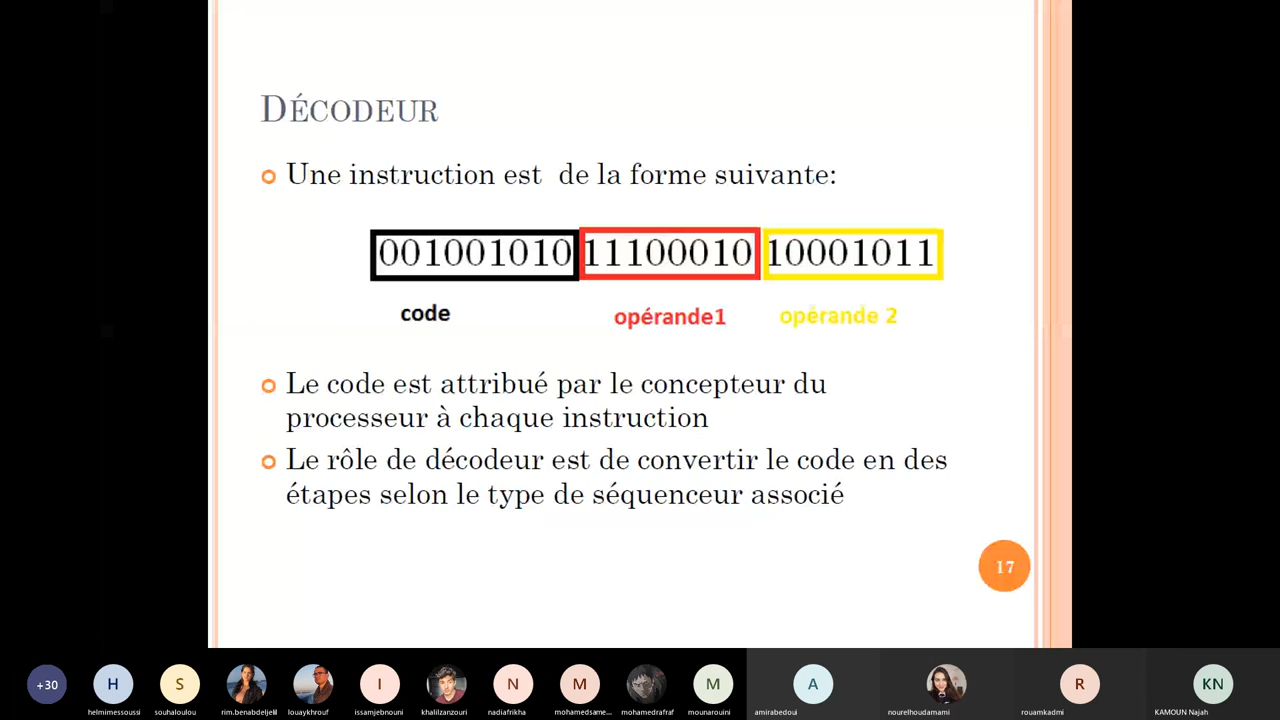 DÉCODEUR
Une instruction est de la forme suivante:
001001010 11100010 10001011
code opérande1 opérande 2
Le code est attribué par le concepteur du
processeur à chaque instruction
Le rôle de décodeur est de convertir le code en des
étapes selon le type de séquenceur associé
17
+30 H S I N M M A R KN
helmimessoussi souhaloulou rim.benabdeljelil louaykhrouf issamjebnouni khalilzanzouri nadiafrikha mohamedsame... mohamedrafraf mounarouini amirabedoui nourelhoudamami rouamkadmi KAMOUN Najah